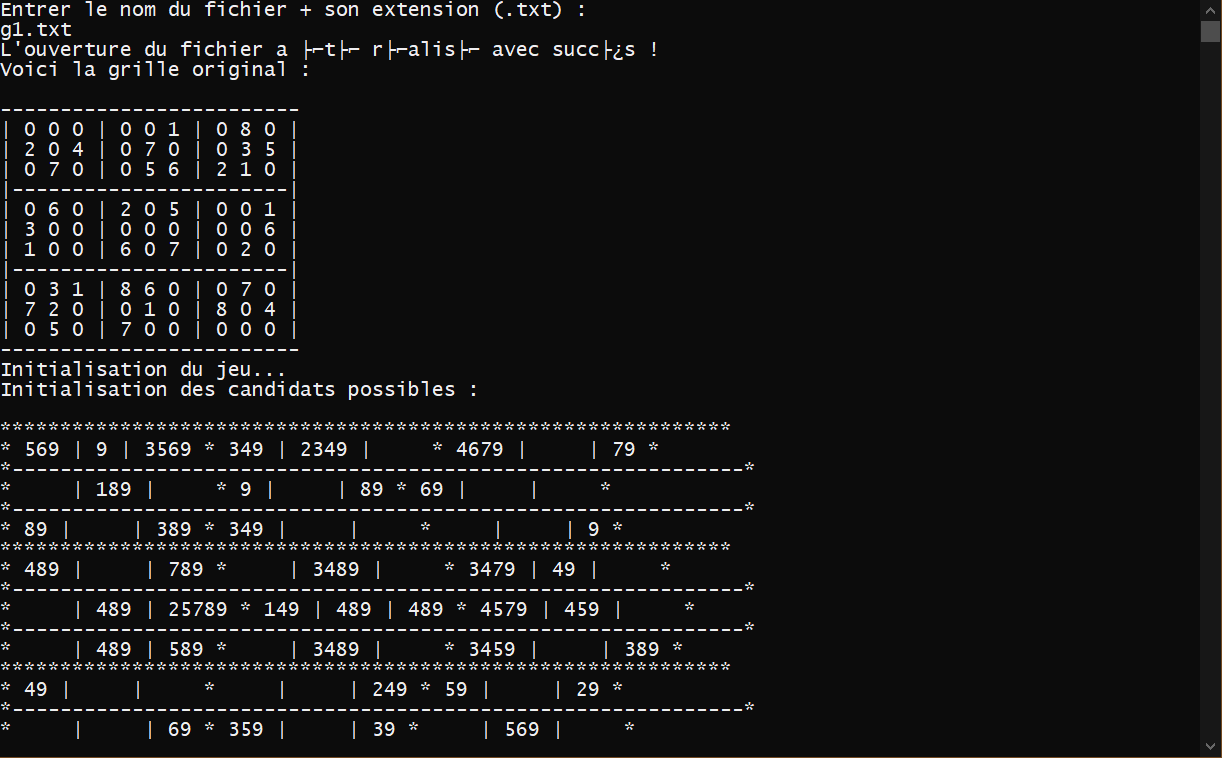 Entrer le nom du fichier + son extension (.txt) :
g1.txt
L'ouverture du fichier a ├⌐t├⌐ r├⌐alis├⌐ avec succ├¿s !
Voici la grille original :
-------------------------
| 0 0 0 | 0 0 1 | 0 8 0 |
| 2 0 4 | 0 7 0 | 0 3 5 |
| 0 7 0 | 0 5 6 | 2 1 0 |
|-----------------------|
| 0 6 0 | 2 0 5 | 0 0 1 |
| 3 0 0 | 0 0 0 | 0 0 6 |
| 1 0 0 | 6 0 7 | 0 2 0 |
|-----------------------|
| 0 3 1 | 8 6 0 | 0 7 0 |
| 7 2 0 | 0 1 0 | 8 0 4 |
| 0 5 0 | 7 0 0 | 0 0 0 |
-------------------------
Initialisation du jeu...
Initialisation des candidats possibles :
*************************************************************
* 569 | 9 | 3569 * 349 | 2349 |     * 4679 |     | 79 *
*-------------------------------------------------------------*
*     | 189 |     * 9 |     | 89 * 69 |     |     *
*-------------------------------------------------------------*
* 89 |     | 389 * 349 |     |     *     |     | 9 *
*************************************************************
* 489 |     | 789 *     | 3489 |     * 3479 | 49 |     *
*-------------------------------------------------------------*
*     | 489 | 25789 * 149 | 489 | 489 * 4579 | 459 |     *
*-------------------------------------------------------------*
*     | 489 | 589 *     | 3489 |     * 3459 |     | 389 *
*************************************************************
* 49 |     |     *     |     | 249 * 59 |     | 29 *
*-------------------------------------------------------------*
*     |     | 69 * 359 |     | 39 *     | 569 |     *